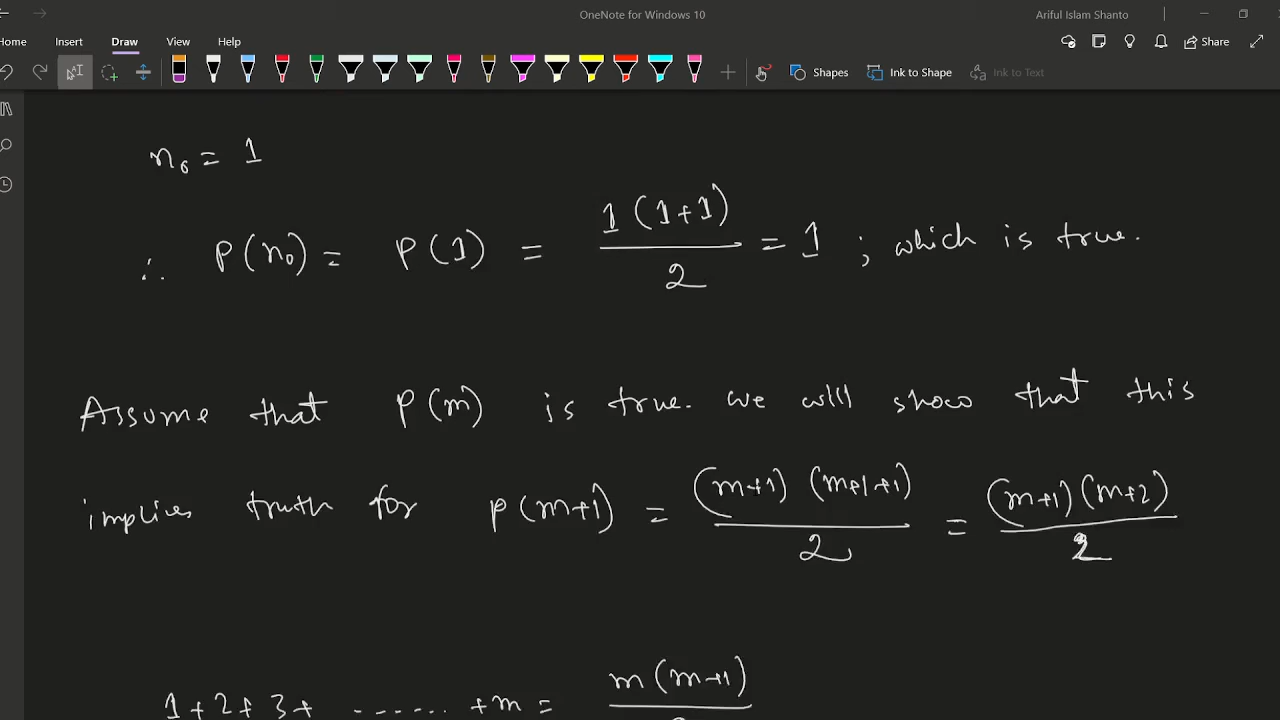 OneNote for Windows 10
Ariful Islam Shanto
Home Insert Draw View Help
Share
Shapes Ink to Shape Ink to Text
n₀ = 1
∴ P(n₀) = P(1) = 1(1+1)/2 = 1 ; which is true.
Assume that P(m) is true. we will show that this
implies truth for P(m+1) = (m+1)(m+1+1)/2 = (m+1)(m+2)/2
1+2+3+ ....... +m = m(m+1)